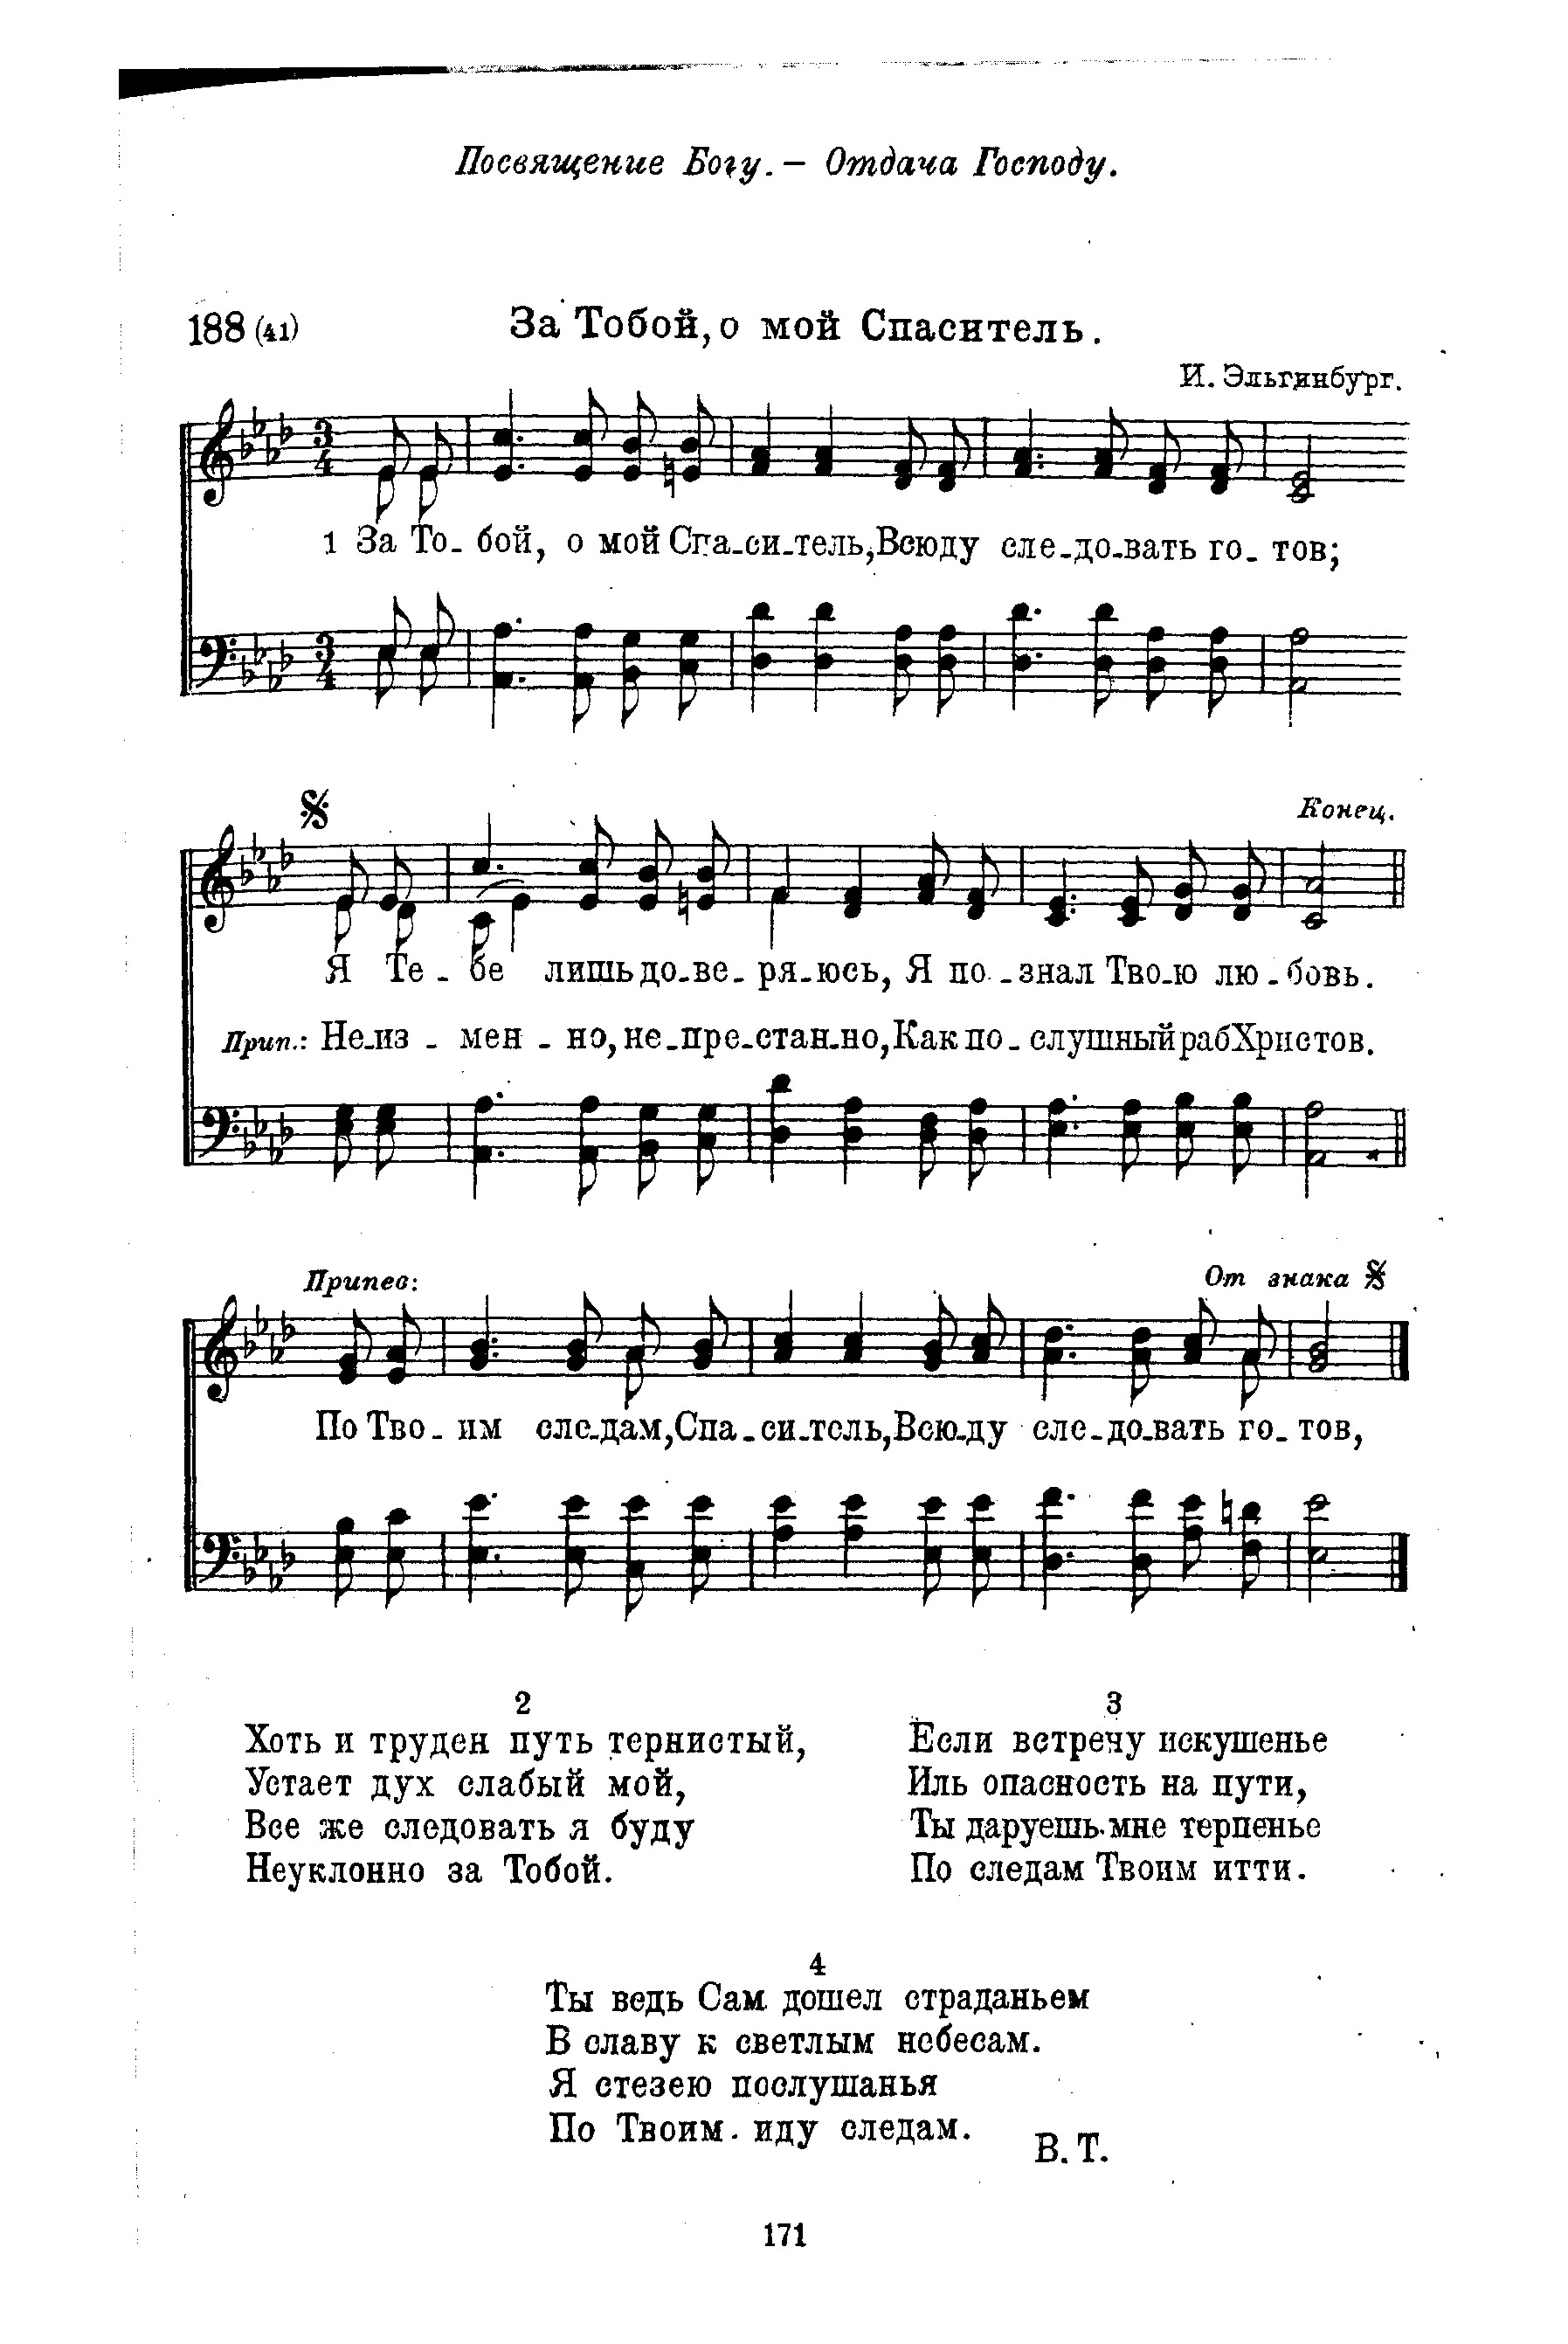 Посвящение Богу. – Отдача Господу.
188 (41)
За Тобой, о мой Спаситель.
И. Эльгинбург.
1 За То- бой, о мой Спа-си-тель, Всюду сле-до-вать го- тов;
Конец.
Я Те- бе лишь до-ве- ря-юсь, Я по-знал Тво-ю лю-бовь.
Прип.: Не-из- мен- но, не-пре-стан-но, Как по- слушный раб Христов.
Припев:
От знака
По Тво- им сле-дам, Спа-си-тель, Всю-ду сле-до-вать го- тов,
2
Хоть и труден путь тернистый,
Устает дух слабый мой,
Все же следовать я буду
Неуклонно за Тобой.
3
Если встречу искушенье
Иль опасность на пути,
Ты даруешь мне терпенье
По следам Твоим итти.
4
Ты ведь Сам дошел страданьем
В славу к светлым небесам.
Я стезею послушанья
По Твоим иду следам.
В. Т.
171